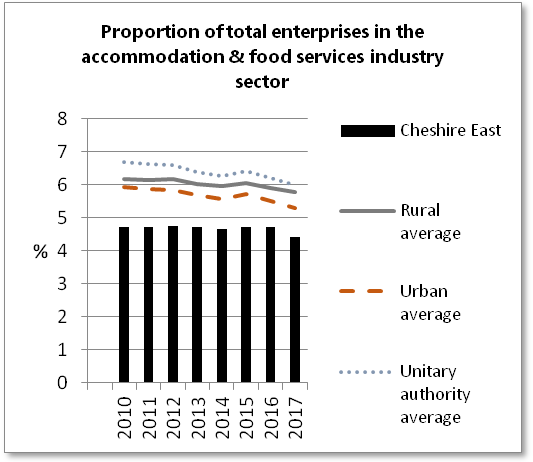 Proportion of total enterprises in the
accommodation & food services industry
sector
8
7
6
5
4
3
2
1
0
%
2010
2011
2012
2013
2014
2015
2016
2017
Cheshire East
Rural
average
Urban
average
Unitary
authority
average